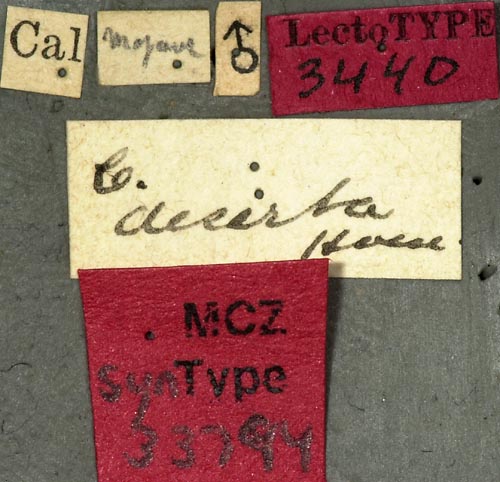 Cal
Mojave
♂
LectoTYPE
3440
C.
deserta
Horn.
MCZ
SynType
33794